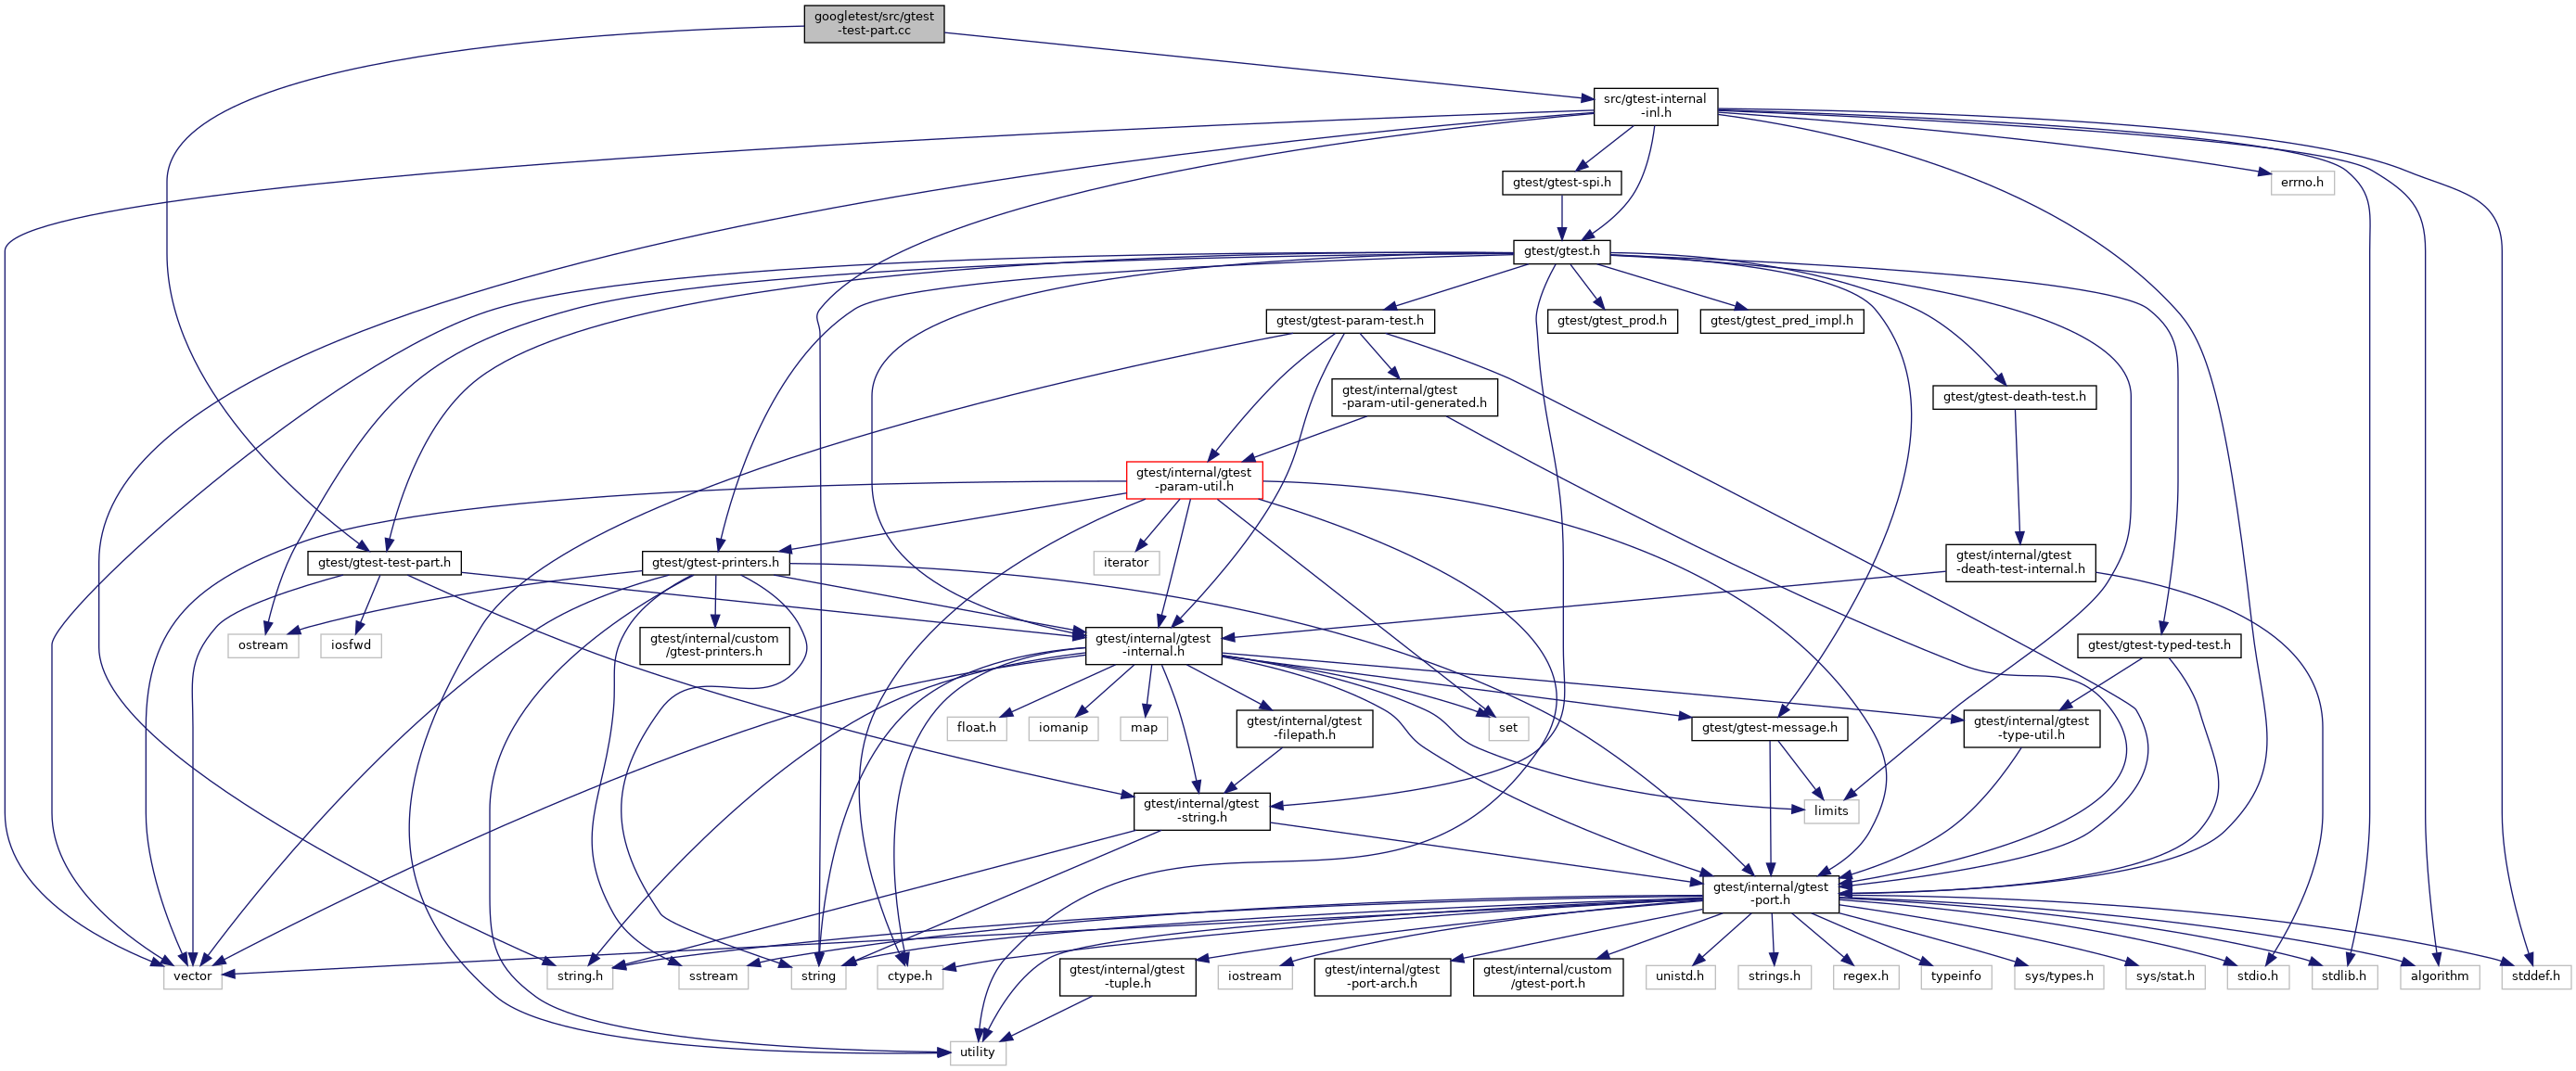 googletest/src/gtest
-test-part.cc
src/gtest-internal
-inl.h
gtest/gtest-spi.h
errno.h
gtest/gtest.h
gtest/gtest-param-test.h
gtest/gtest_prod.h
gtest/gtest_pred_impl.h
gtest/internal/gtest
-param-util-generated.h
gtest/gtest-death-test.h
gtest/internal/gtest
-param-util.h
gtest/gtest-test-part.h
gtest/gtest-printers.h
iterator
gtest/internal/gtest
-death-test-internal.h
ostream
iosfwd
gtest/internal/custom
/gtest-printers.h
gtest/internal/gtest
-internal.h
gtest/gtest-typed-test.h
float.h
iomanip
map
gtest/internal/gtest
-filepath.h
set
gtest/gtest-message.h
gtest/internal/gtest
-type-util.h
gtest/internal/gtest
-string.h
limits
gtest/internal/gtest
-port.h
vector
string.h
sstream
string
ctype.h
gtest/internal/gtest
-tuple.h
iostream
gtest/internal/gtest
-port-arch.h
gtest/internal/custom
/gtest-port.h
unistd.h
strings.h
regex.h
typeinfo
sys/types.h
sys/stat.h
stdio.h
stdlib.h
algorithm
stddef.h
utility